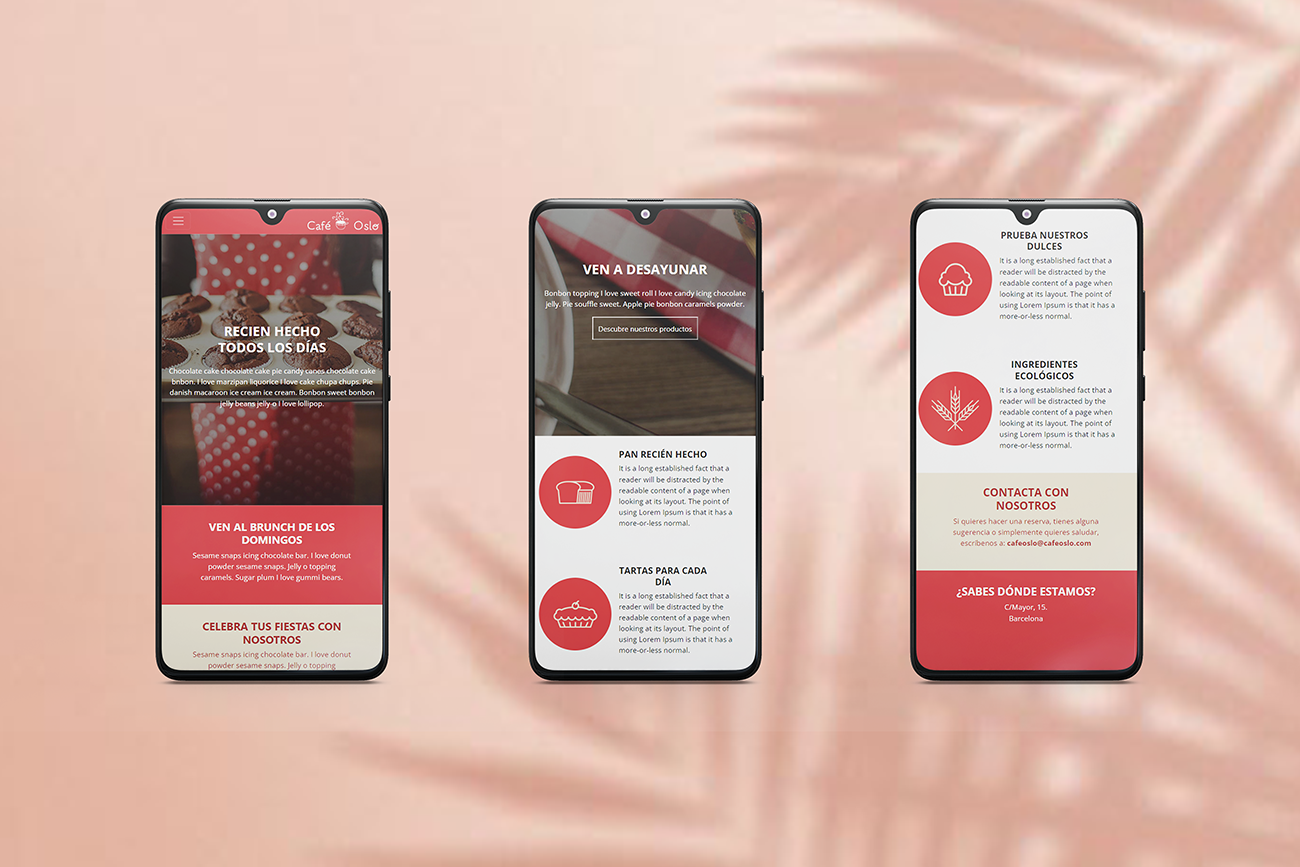 Café Oslo
RECIEN HECHO
TODOS LOS DÍAS
Chocolate cake chocolate cake pie candy canes chocolate cake
bnbon. I love marzipan liquorice I love cake chupa chups. Pie
danish macaroon ice cream ice cream. Bonbon sweet bonbon
jelly beans jelly-o I love lollipop.
VEN AL BRUNCH DE LOS
DOMINGOS
Sesame snaps icing chocolate bar. I love donut
powder sesame snaps. Jelly o topping
caramels. Sugar plum I love gummi bears.
CELEBRA TUS FIESTAS CON
NOSOTROS
Sesame snaps icing chocolate bar. I love donut
powder sesame snaps. Jelly o topping
VEN A DESAYUNAR
Bonbon topping I love sweet roll I love candy icing chocolate
jelly. Pie souffle sweet. Apple pie bonbon caramels powder.
Descubre nuestros productos
PAN RECIÉN HECHO
It is a long established fact that a
reader will be distracted by the
readable content of a page when
looking at its layout. The point of
using Lorem Ipsum is that it has a
more-or-less normal.
TARTAS PARA CADA
DÍA
It is a long established fact that a
reader will be distracted by the
readable content of a page when
looking at its layout. The point of
using Lorem Ipsum is that it has a
more-or-less normal.
PRUEBA NUESTROS
DULCES
It is a long established fact that a
reader will be distracted by the
readable content of a page when
looking at its layout. The point of
using Lorem Ipsum is that it has a
more-or-less normal.
INGREDIENTES
ECOLÓGICOS
It is a long established fact that a
reader will be distracted by the
readable content of a page when
looking at its layout. The point of
using Lorem Ipsum is that it has a
more-or-less normal.
CONTACTA CON
NOSOTROS
Si quieres hacer una reserva, tienes alguna
sugerencia o simplemente quieres saludar,
escríbenos a: cafeoslo@cafeoslo.com
¿SABES DÓNDE ESTAMOS?
C/Mayor, 15.
Barcelona